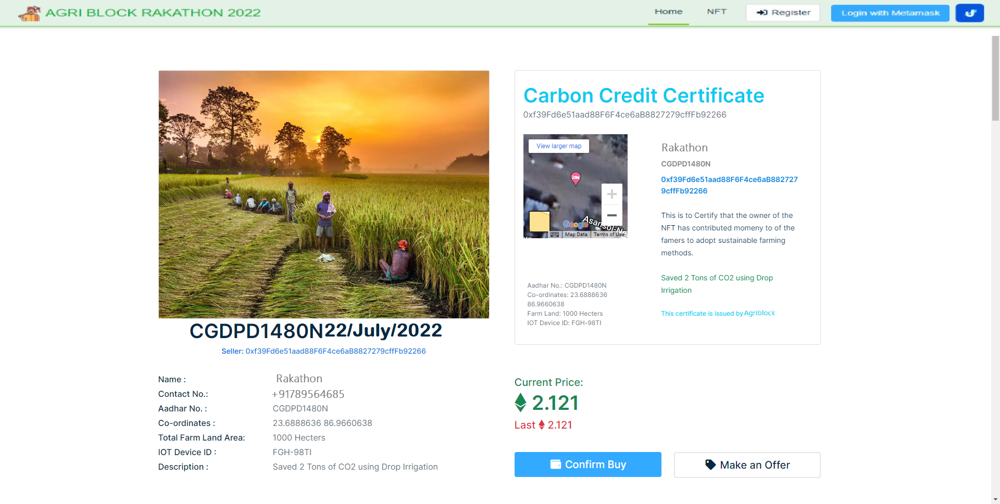 AGRI BLOCK RAKATHON 2022
Home
NFT
Register
Login with Metamask
Carbon Credit Certificate
0xf39Fd6e51aad88F6F4ce6aB8827279cffFb92266
View larger map
Google
Map Data
Terms of Use
Rakathon
CGDPD1480N
0xf39Fd6e51aad88F6F4ce6aB882727
9cffFb92266
This is to Certify that the owner of the
NFT has contributed momeny to of the
famers to adopt sustainable farming
methods.
Saved 2 Tons of CO2 using Drop
Irrigation
This certificate is issued by Agriblock
Aadhar No.: CGDPD1480N
Co-ordinates: 23.6888636
86.9660638
Farm Land: 1000 Hecters
IOT Device ID: FGH-98TI
CGDPD1480N22/July/2022
Seller: 0xf39Fd6e51aad88F6F4ce6aB8827279cffFb92266
Name : Rakathon
Contact No.: +91789564685
Aadhar No. : CGDPD1480N
Co-ordinates : 23.6888636 86.9660638
Total Farm Land Area: 1000 Hecters
IOT Device ID : FGH-98TI
Description : Saved 2 Tons of CO2 using Drop Irrigation
Current Price:
2.121
Last 2.121
Confirm Buy
Make an Offer